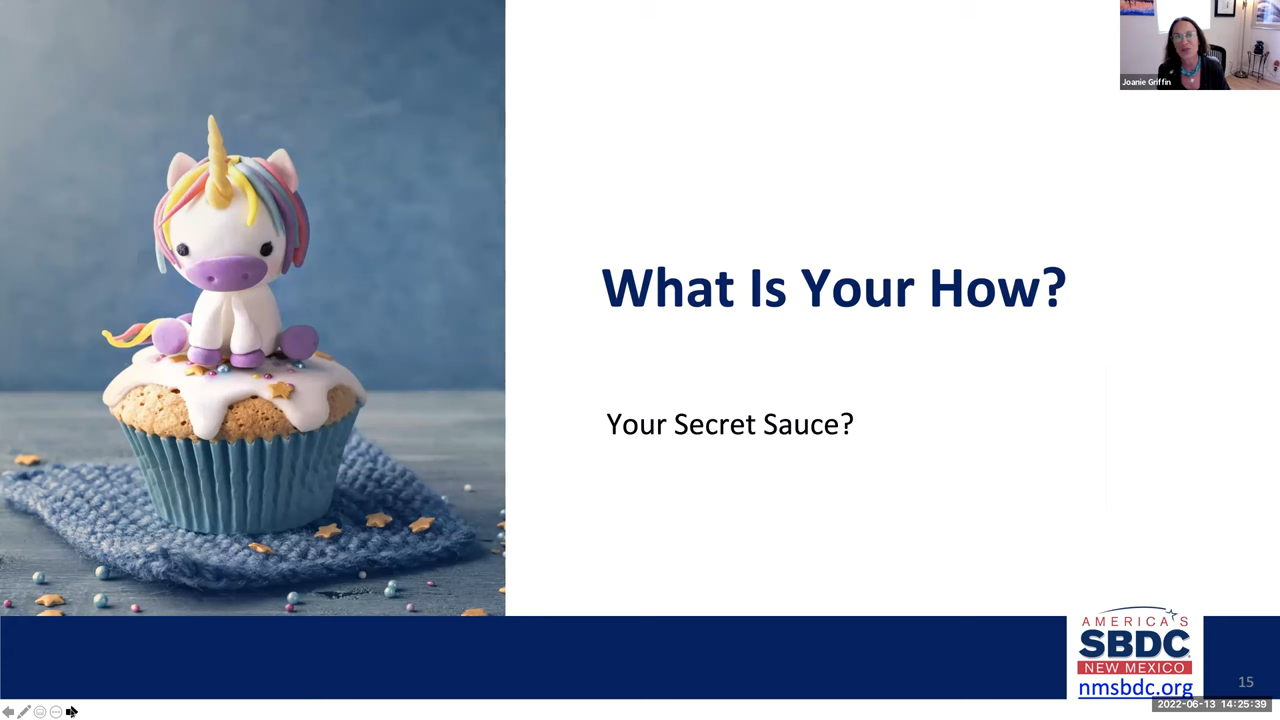 Joanie Griffin
What Is Your How?
Your Secret Sauce?
AMERICA'S
SBDC
NEW MEXICO
nmsbdc.org
15
2022-06-13 14:25:39